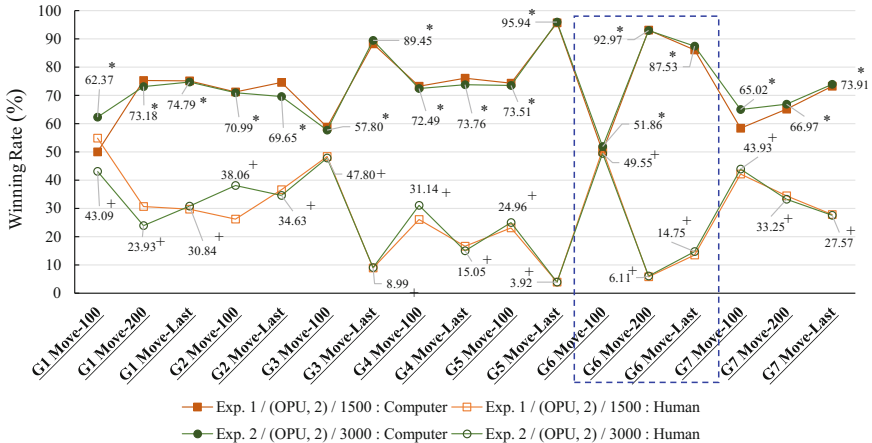 100
90
80
70
60
50
40
30
20
10
0
Winning Rate (%)
62.37 *
73.18 *
74.79 *
70.99 *
69.65 *
57.80 *
89.45 *
72.49 *
73.76 *
73.51 *
95.94 *
51.86 *
92.97 *
87.53 *
65.02 *
66.97 *
73.91 *
43.09 +
23.93 +
30.84 +
38.06 +
34.63 +
47.80 +
8.99 +
31.14 +
15.05 +
24.96 +
3.92 +
49.55 +
6.11 +
14.75 +
43.93 +
33.25 +
27.57 +
G1 Move-100
G1 Move-200
G1 Move-Last
G2 Move-100
G2 Move-Last
G3 Move-100
G3 Move-Last
G4 Move-100
G4 Move-Last
G5 Move-100
G5 Move-Last
G6 Move-100
G6 Move-200
G6 Move-Last
G7 Move-100
G7 Move-200
G7 Move-Last
Exp. 1 / (OPU, 2) / 1500 : Computer
Exp. 1 / (OPU, 2) / 1500 : Human
Exp. 2 / (OPU, 2) / 3000 : Computer
Exp. 2 / (OPU, 2) / 3000 : Human